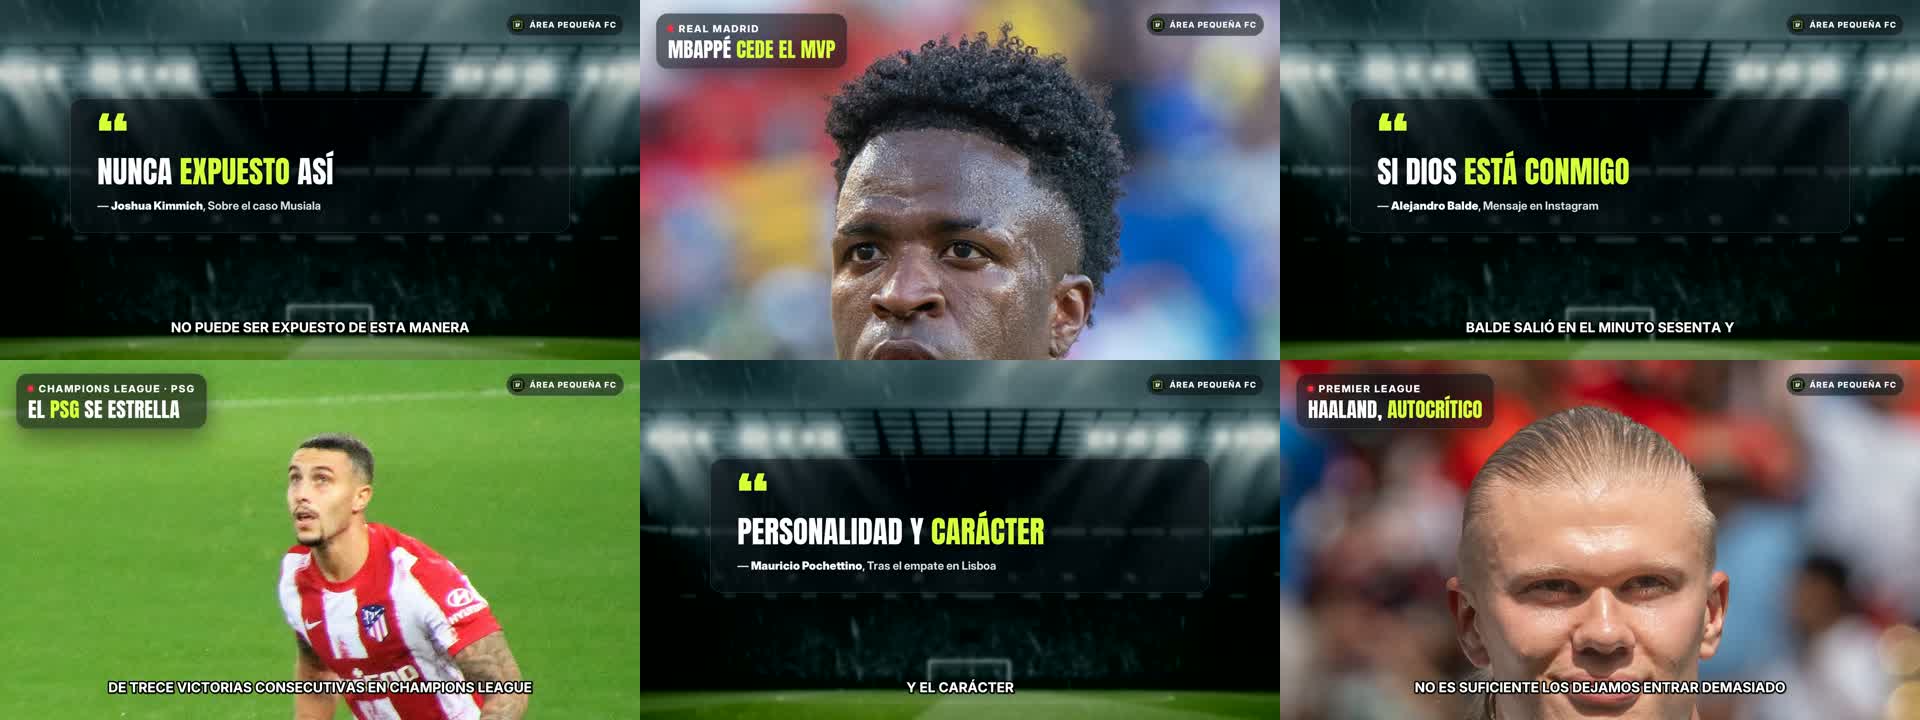 ÁREA PEQUEÑA FC
“
NUNCA EXPUESTO ASÍ
— Joshua Kimmich, Sobre el caso Musiala
NO PUEDE SER EXPUESTO DE ESTA MANERA
REAL MADRID
MBAPPÉ CEDE EL MVP
ÁREA PEQUEÑA FC
ÁREA PEQUEÑA FC
“
SI DIOS ESTÁ CONMIGO
— Alejandro Balde, Mensaje en Instagram
BALDE SALIÓ EN EL MINUTO SESENTA Y
CHAMPIONS LEAGUE · PSG
EL PSG SE ESTRELLA
ÁREA PEQUEÑA FC
DE TRECE VICTORIAS CONSECUTIVAS EN CHAMPIONS LEAGUE
ÁREA PEQUEÑA FC
“
PERSONALIDAD Y CARÁCTER
— Mauricio Pochettino, Tras el empate en Lisboa
Y EL CARÁCTER
PREMIER LEAGUE
HAALAND, AUTOCRÍTICO
ÁREA PEQUEÑA FC
NO ES SUFICIENTE LOS DEJAMOS ENTRAR DEMASIADO